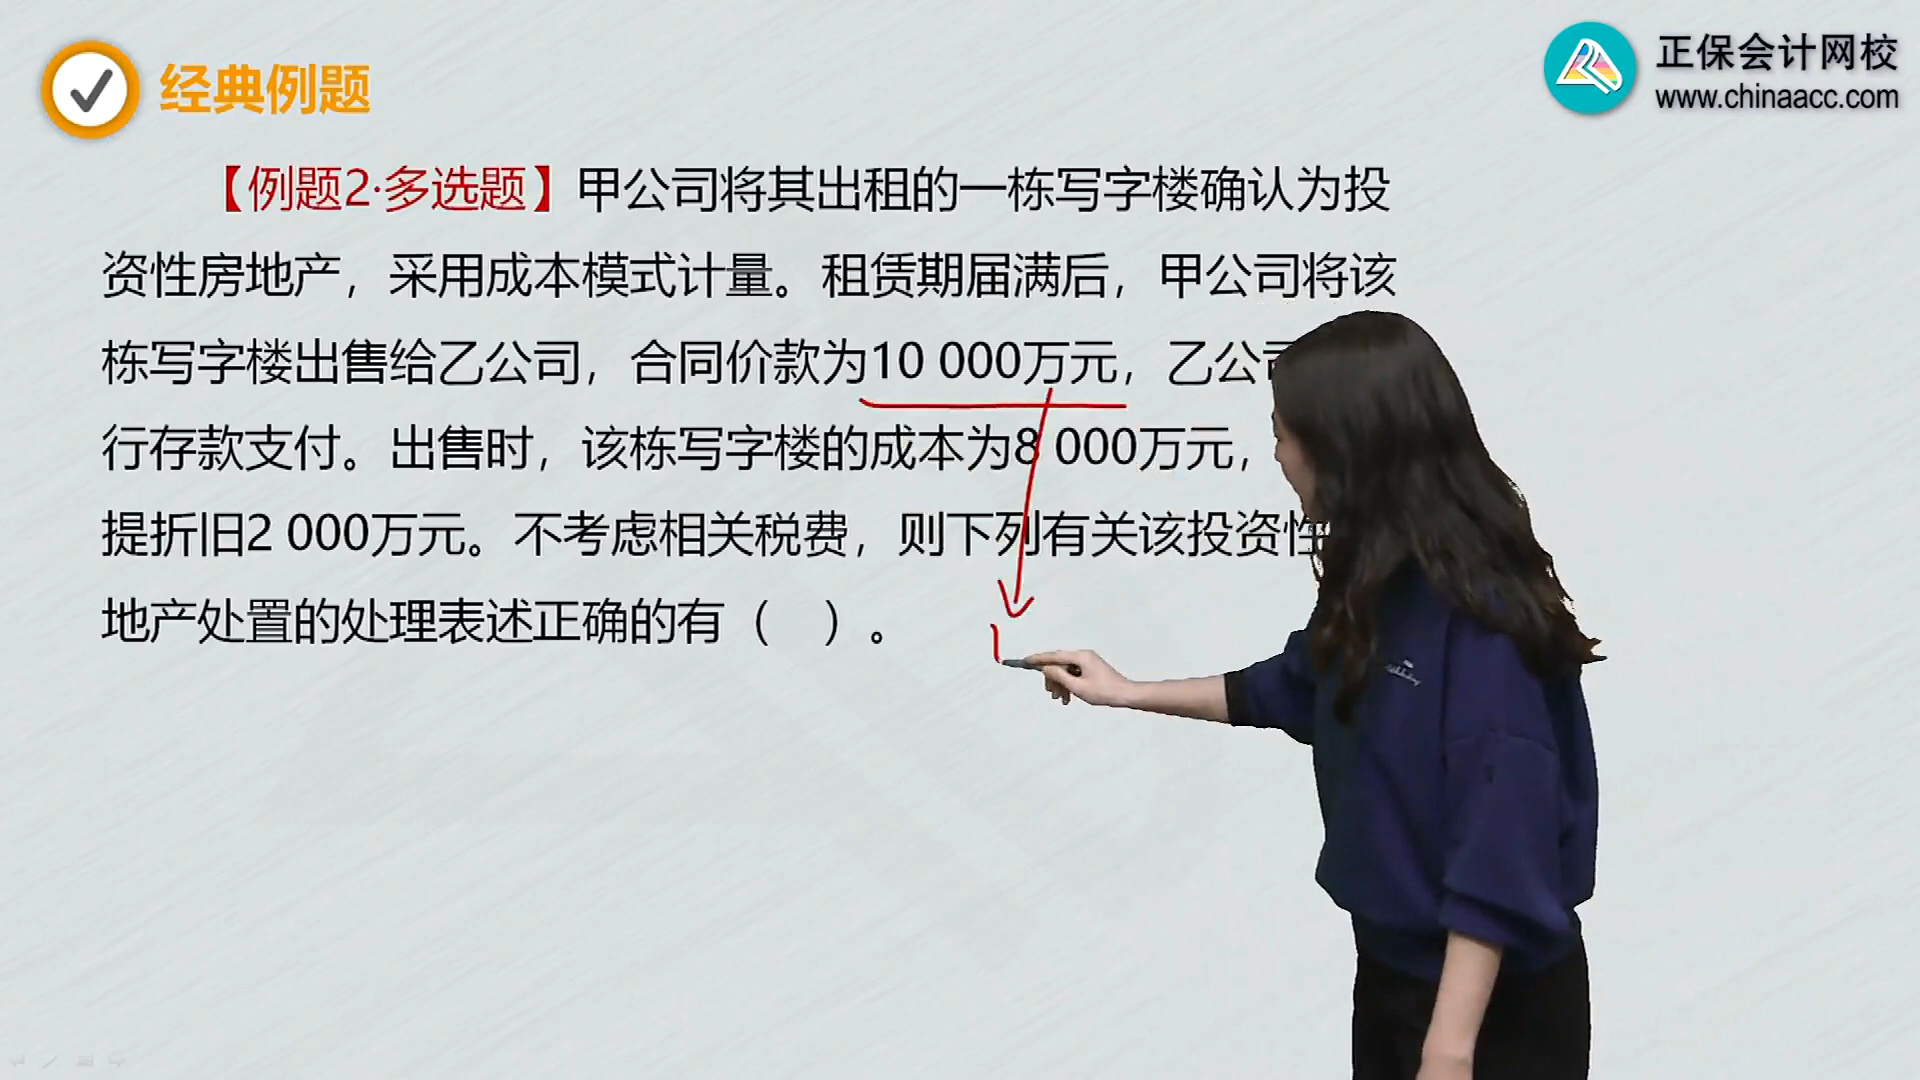 经典例题
正保会计网校
www.chinaacc.com
【例题2·多选题】甲公司将其出租的一栋写字楼确认为投
资性房地产，采用成本模式计量。租赁期届满后，甲公司将该
栋写字楼出售给乙公司，合同价款为10 000万元，乙公
行存款支付。出售时，该栋写字楼的成本为8 000万元，
提折旧2 000万元。不考虑相关税费，则下列有关该投资性
地产处置的处理表述正确的有（ ）。